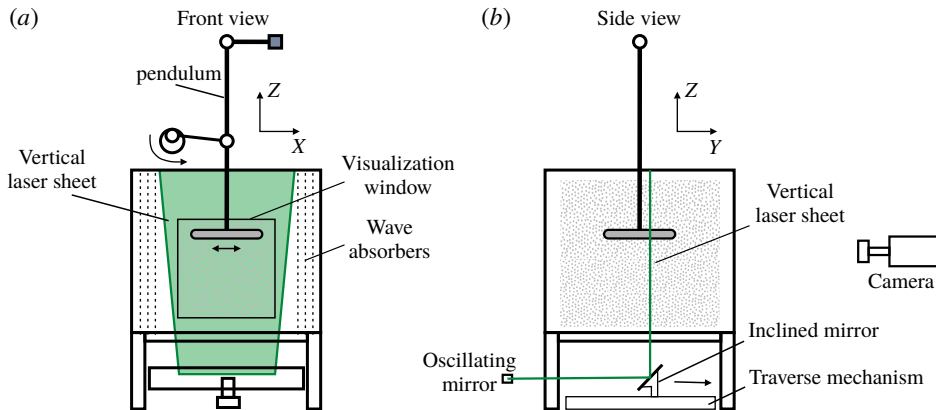 (a)
Front view
pendulum
Z
X
Vertical
laser sheet
Visualization
window
Wave
absorbers
(b)
Side view
Z
Y
Vertical
laser sheet
Camera
Inclined mirror
Oscillating
mirror
Traverse mechanism